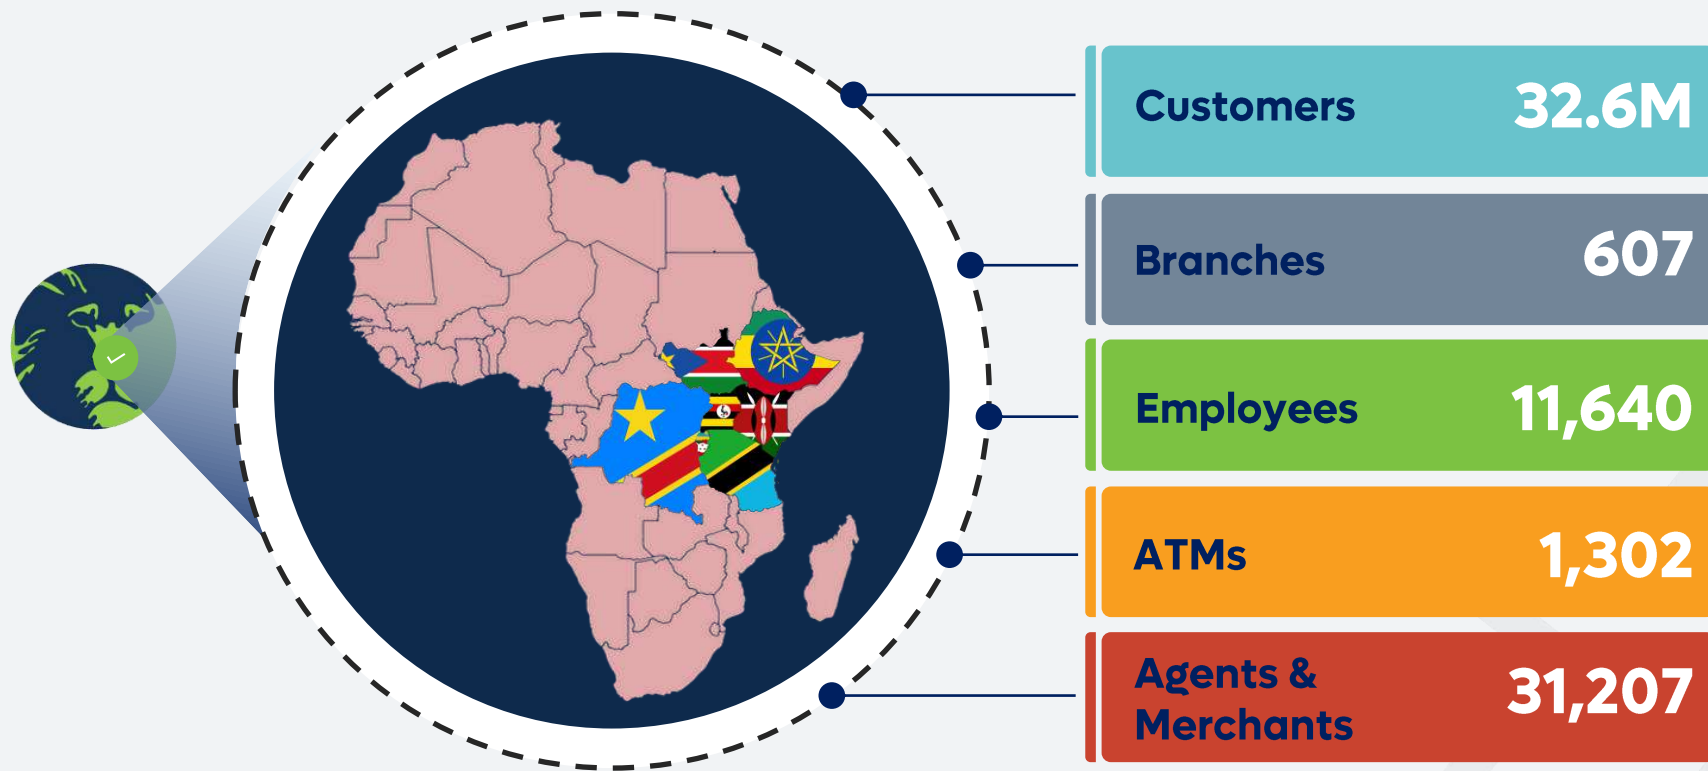 Customers 32.6M
Branches 607
Employees 11,640
ATMs 1,302
Agents &
Merchants 31,207